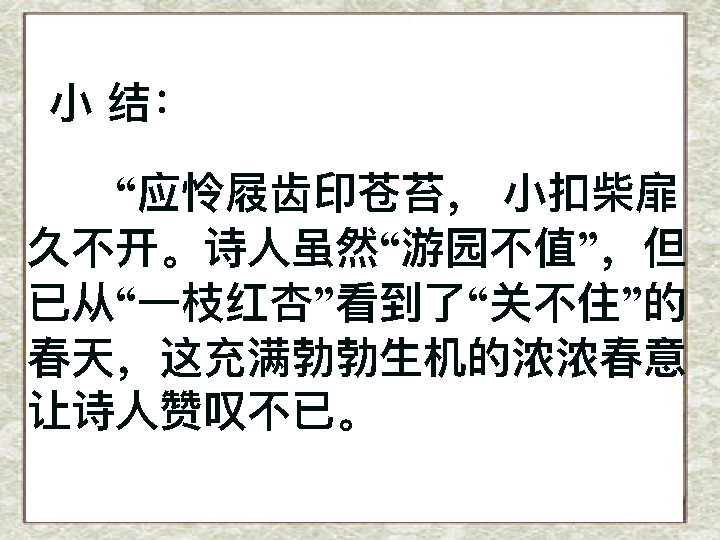 小 结：
“应怜屐齿印苍苔， 小扣柴扉
久不开。诗人虽然“游园不值”，但
已从“一枝红杏”看到了“关不住”的
春天，这充满勃勃生机的浓浓春意
让诗人赞叹不已。